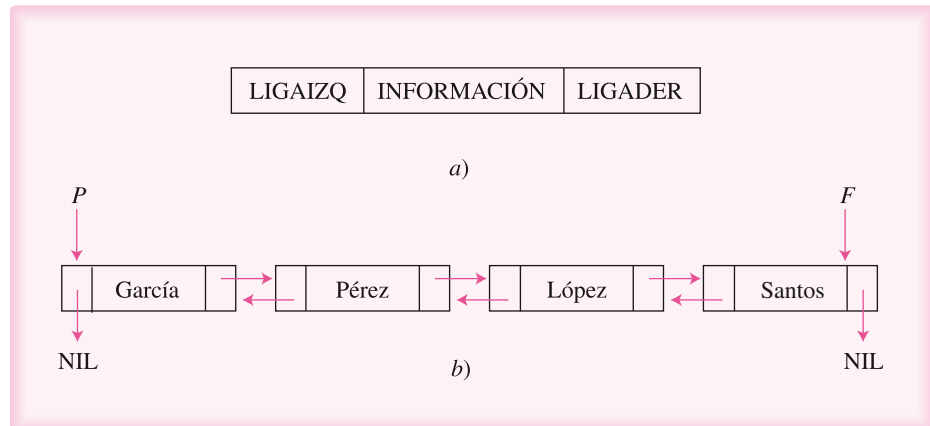 LIGAIZQ INFORMACIÓN LIGADER
a)
P F
García Pérez López Santos
NIL NIL
b)